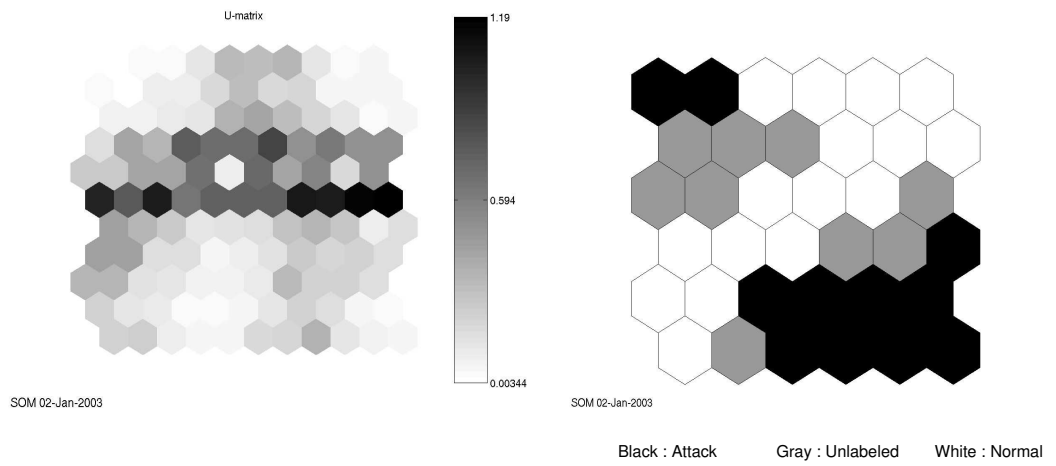 U-matrix
1.19
0.594
0.00344
SOM 02-Jan-2003
SOM 02-Jan-2003
Black : Attack Gray : Unlabeled White : Normal